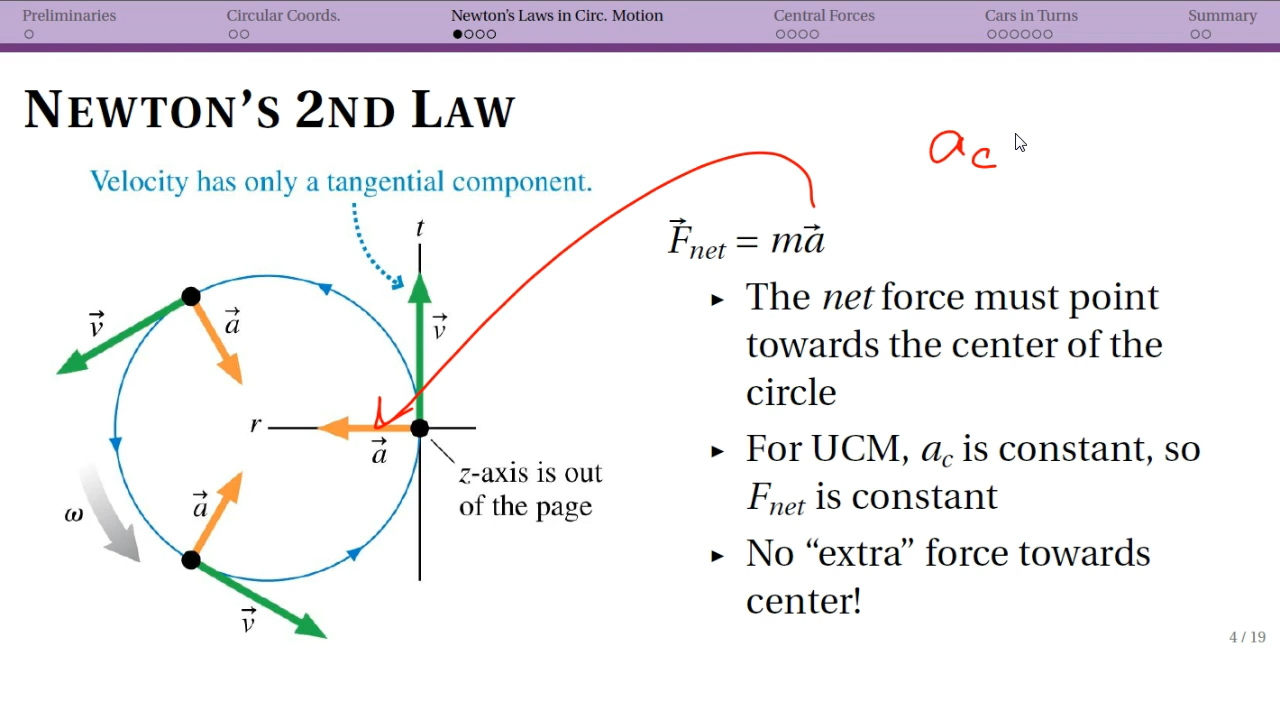 Preliminaries Circular Coords. Newton's Laws in Circ. Motion Central Forces Cars in Turns Summary
NEWTON'S 2ND LAW
a_c
Velocity has only a tangential component.
t
F⃗_net = ma⃗
v⃗
a⃗
v⃗
▸ The net force must point
towards the center of the
circle
r
a⃗
z-axis is out
of the page
▸ For UCM, a_c is constant, so
F_net is constant
ω
a⃗
▸ No “extra” force towards
center!
v⃗
4 / 19